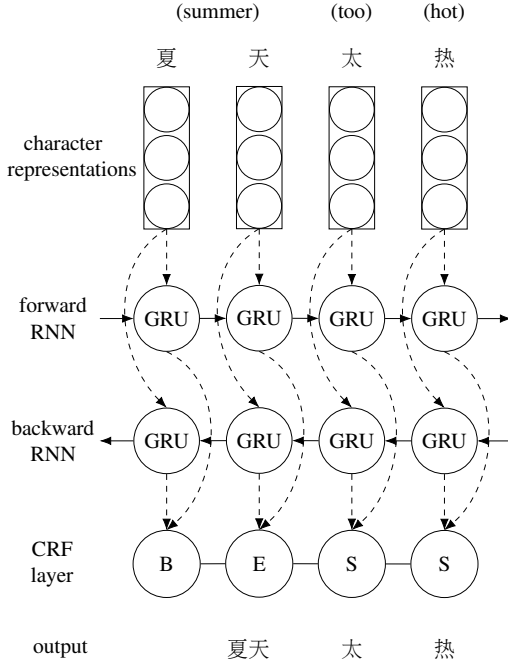 (summer) (too) (hot)
夏 天 太 热
character
representations
forward
RNN
GRU GRU GRU GRU
backward
RNN
GRU GRU GRU GRU
CRF
layer
B E S S
output 夏天 太 热